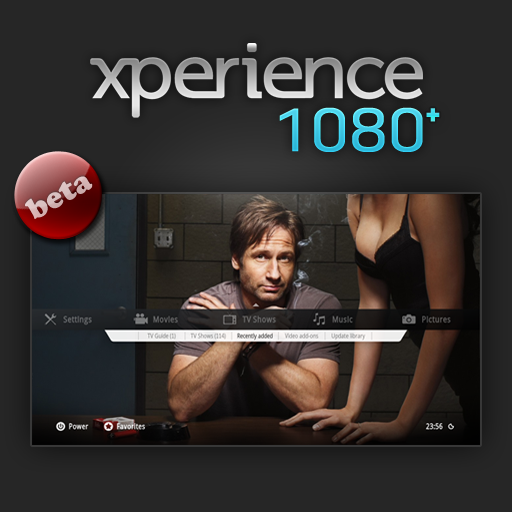 xperience
1080+
beta
Settings Movies TV Shows Music Pictures
TV Guide (1) TV Shows (114) Recently added Video add-ons Update library
Power Favorites 23:56